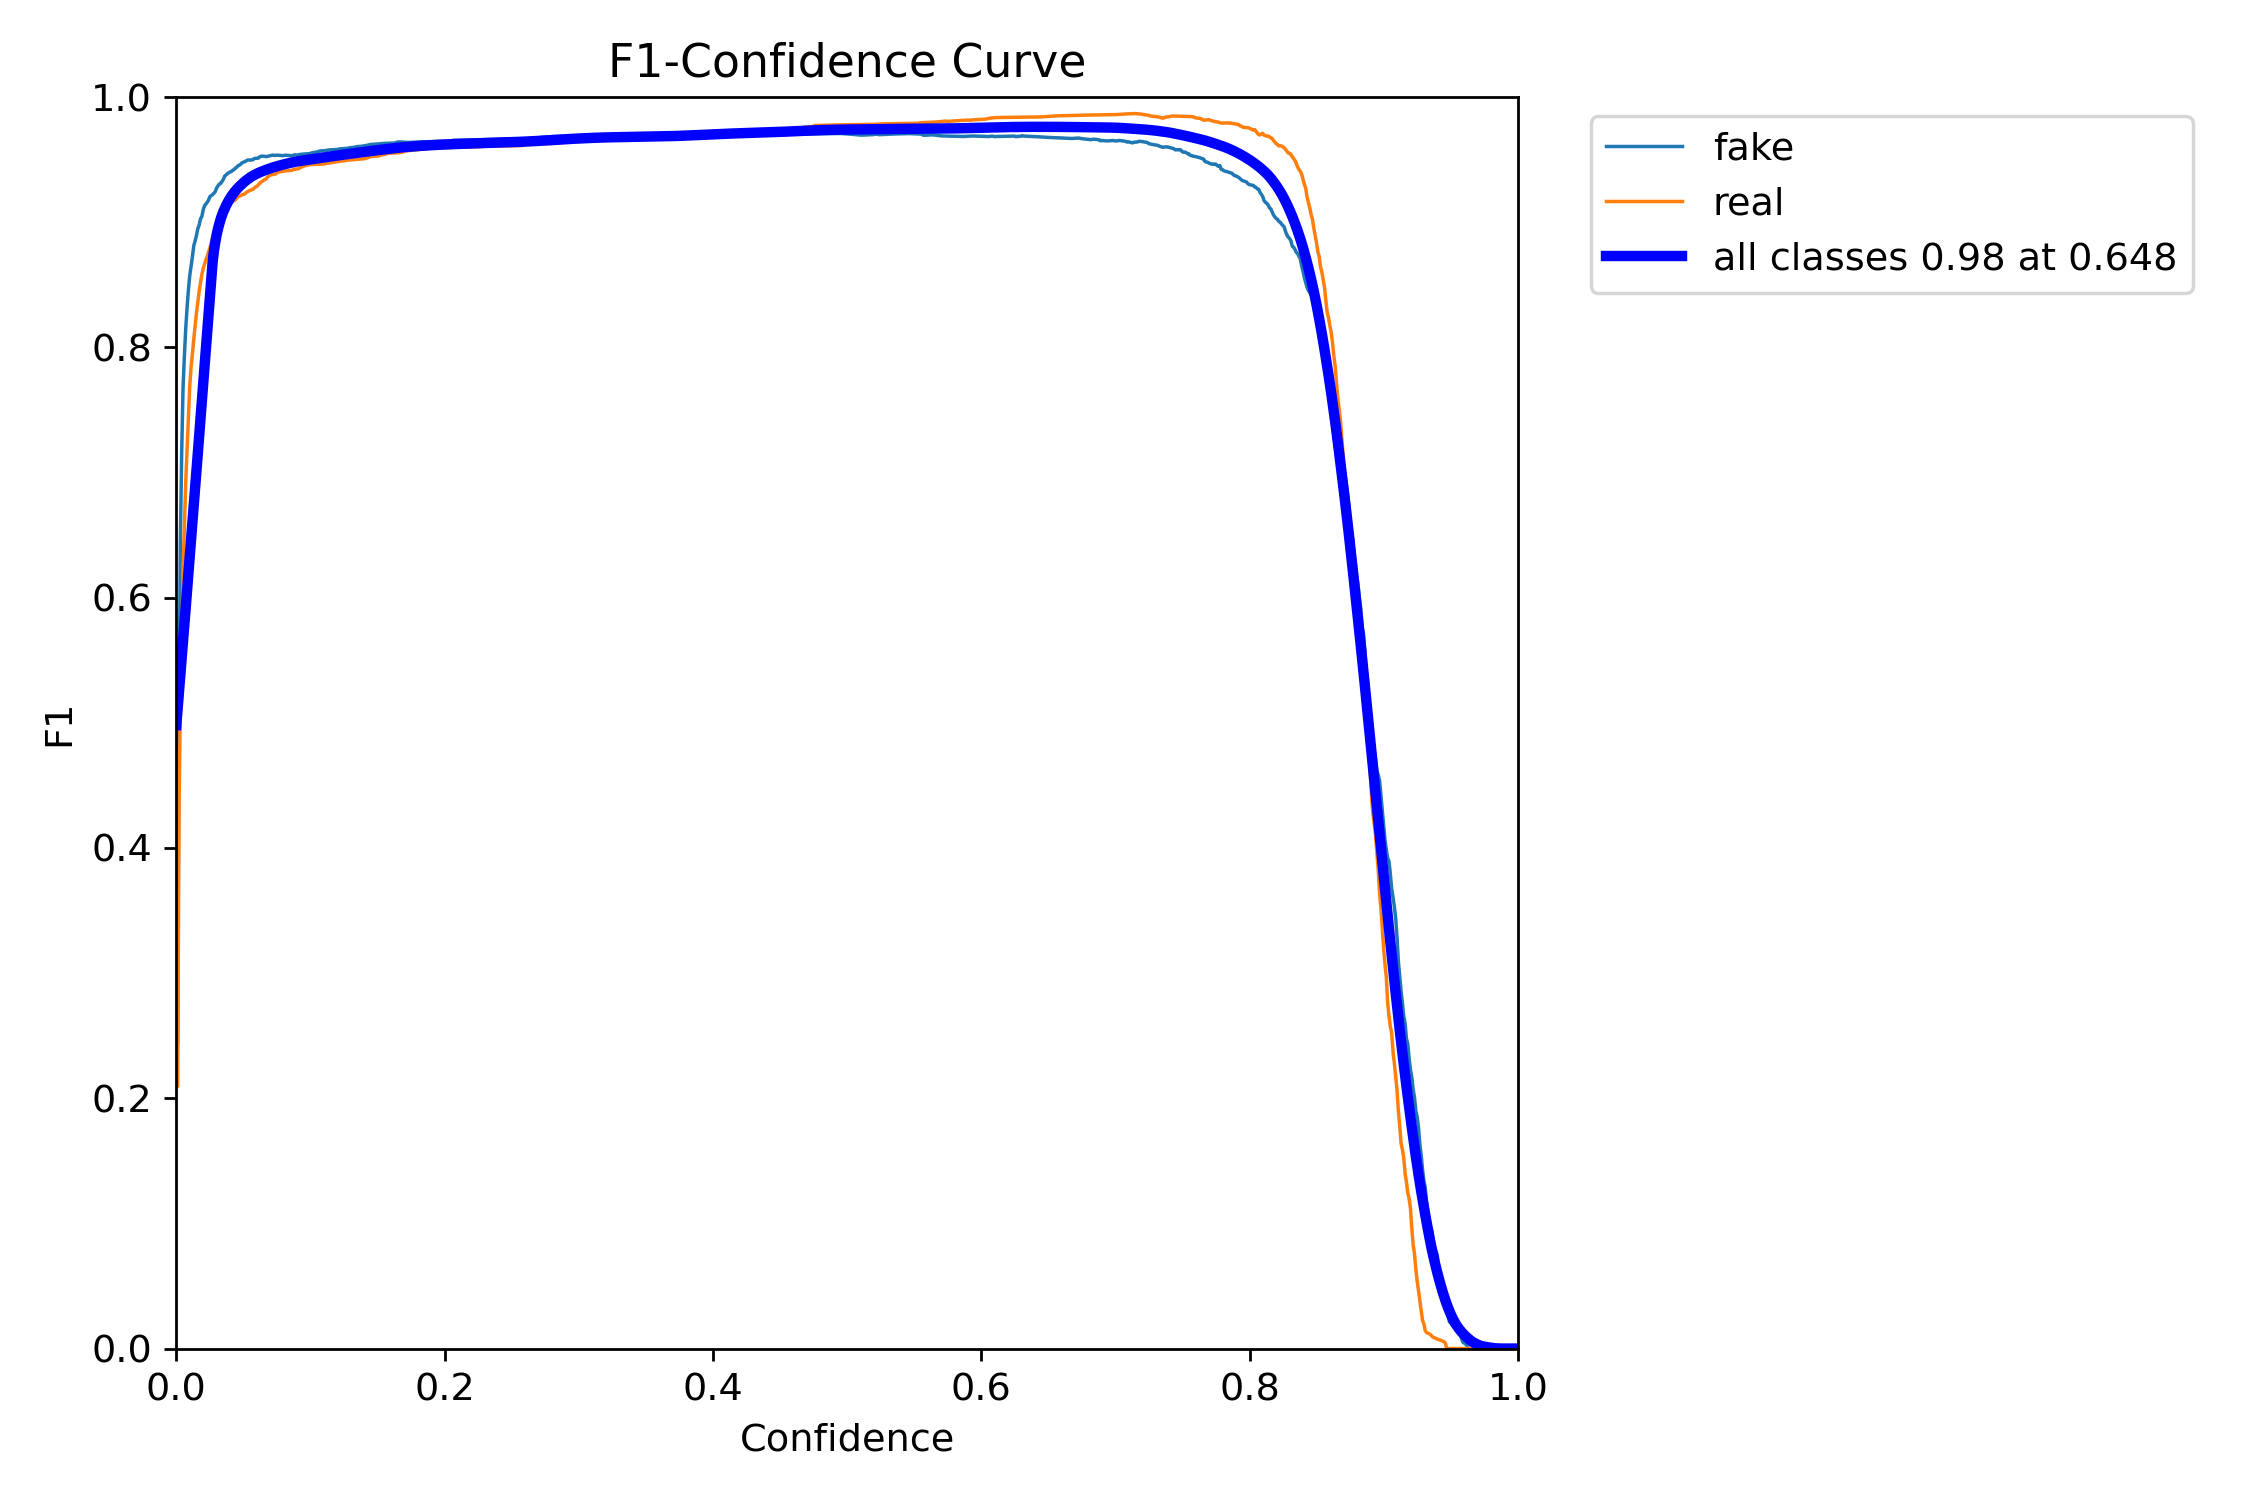 F1-Confidence Curve
1.0
0.8
0.6
0.4
0.2
0.0
F1
0.0 0.2 0.4 0.6 0.8 1.0
Confidence
fake
real
all classes 0.98 at 0.648